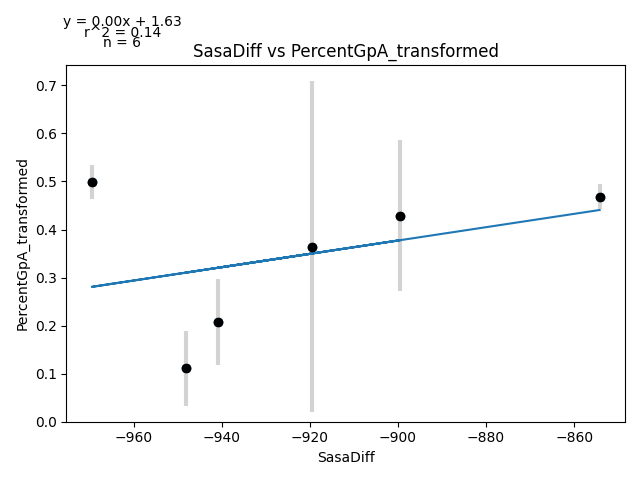 y = 0.00x + 1.63
r^2 = 0.14
n = 6
SasaDiff vs PercentGpA_transformed
0.7
0.6
0.5
0.4
0.3
0.2
0.1
0.0
PercentGpA_transformed
−960
−940
−920
−900
−880
−860
SasaDiff